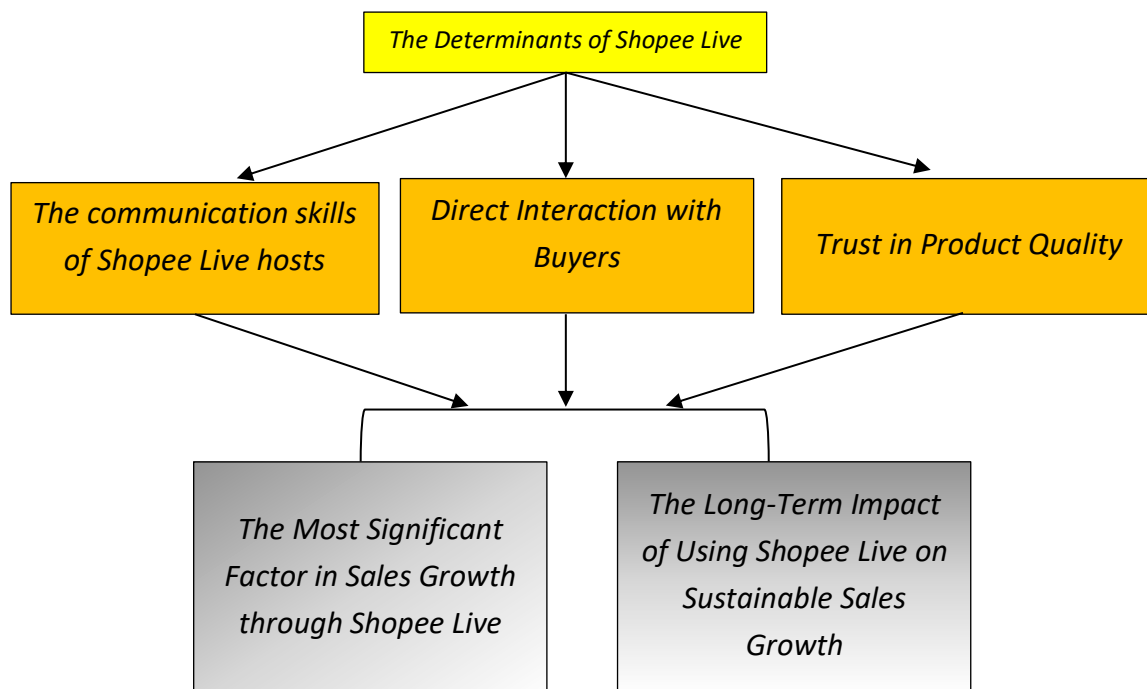 The Determinants of Shopee Live
The communication skills
of Shopee Live hosts
Direct Interaction with
Buyers
Trust in Product Quality
The Most Significant
Factor in Sales Growth
through Shopee Live
The Long-Term Impact
of Using Shopee Live on
Sustainable Sales
Growth